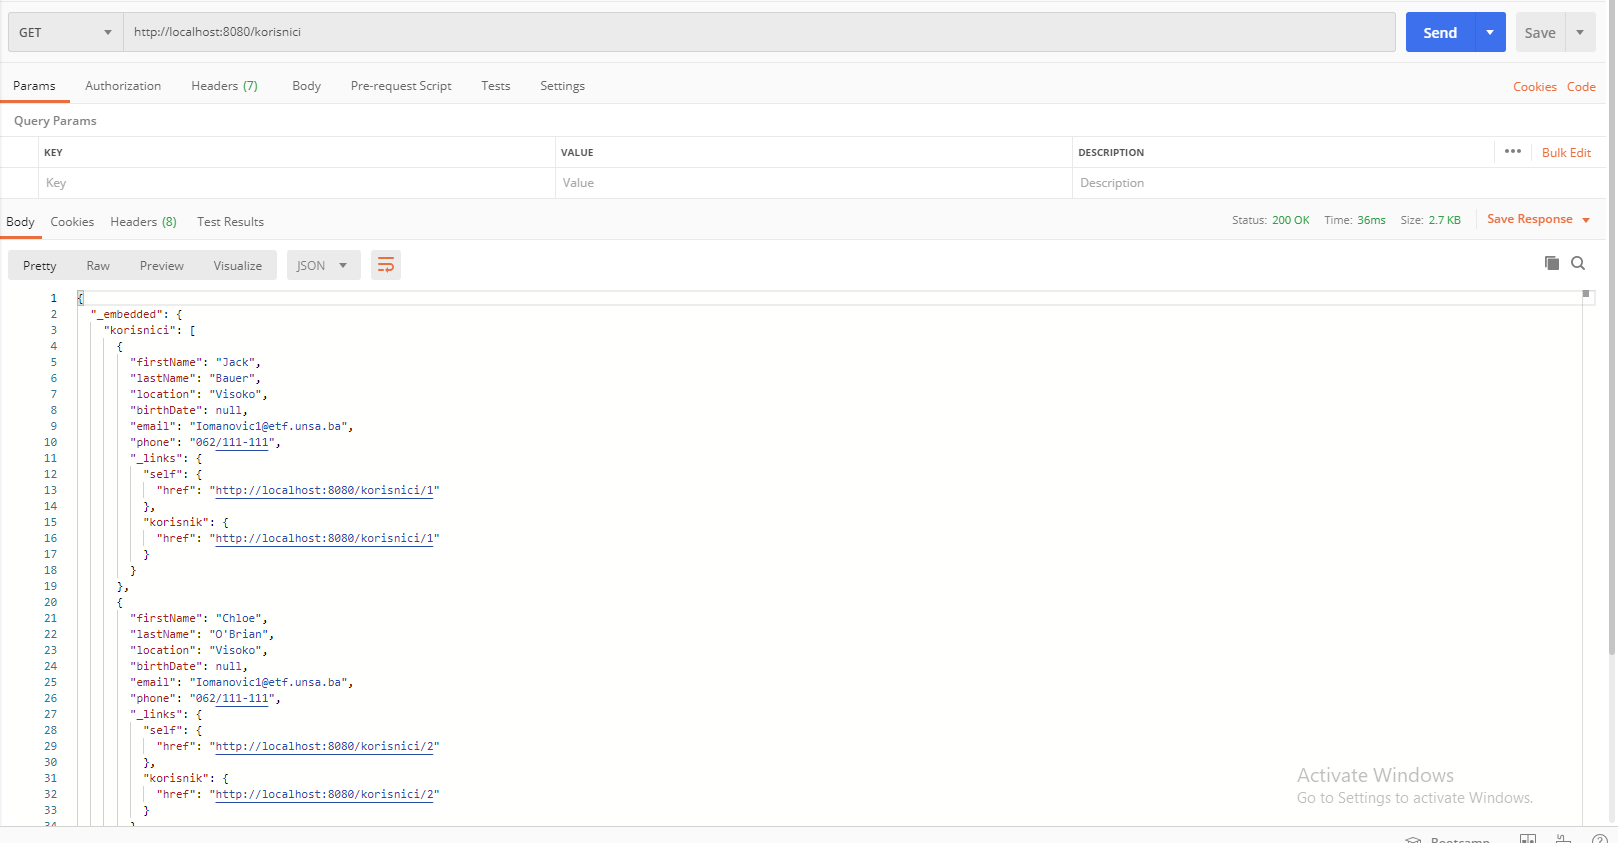 GET http://localhost:8080/korisnici Send Save
Params Authorization Headers (7) Body Pre-request Script Tests Settings Cookies Code
Query Params
KEY VALUE DESCRIPTION ••• Bulk Edit
Key Value Description
Body Cookies Headers (8) Test Results Status: 200 OK Time: 36ms Size: 2.7 KB Save Response
Pretty Raw Preview Visualize JSON
1 {
2 "_embedded": {
3 "korisnici": [
4 {
5 "firstName": "Jack",
6 "lastName": "Bauer",
7 "location": "Visoko",
8 "birthDate": null,
9 "email": "Iomanovic1@etf.unsa.ba",
10 "phone": "062/111-111",
11 "_links": {
12 "self": {
13 "href": "http://localhost:8080/korisnici/1"
14 },
15 "korisnik": {
16 "href": "http://localhost:8080/korisnici/1"
17 }
18 }
19 },
20 {
21 "firstName": "Chloe",
22 "lastName": "O'Brian",
23 "location": "Visoko",
24 "birthDate": null,
25 "email": "Iomanovic1@etf.unsa.ba",
26 "phone": "062/111-111",
27 "_links": {
28 "self": {
29 "href": "http://localhost:8080/korisnici/2"
30 },
31 "korisnik": {
32 "href": "http://localhost:8080/korisnici/2"
33 }
34 }
Activate Windows
Go to Settings to activate Windows.
Bootcamp